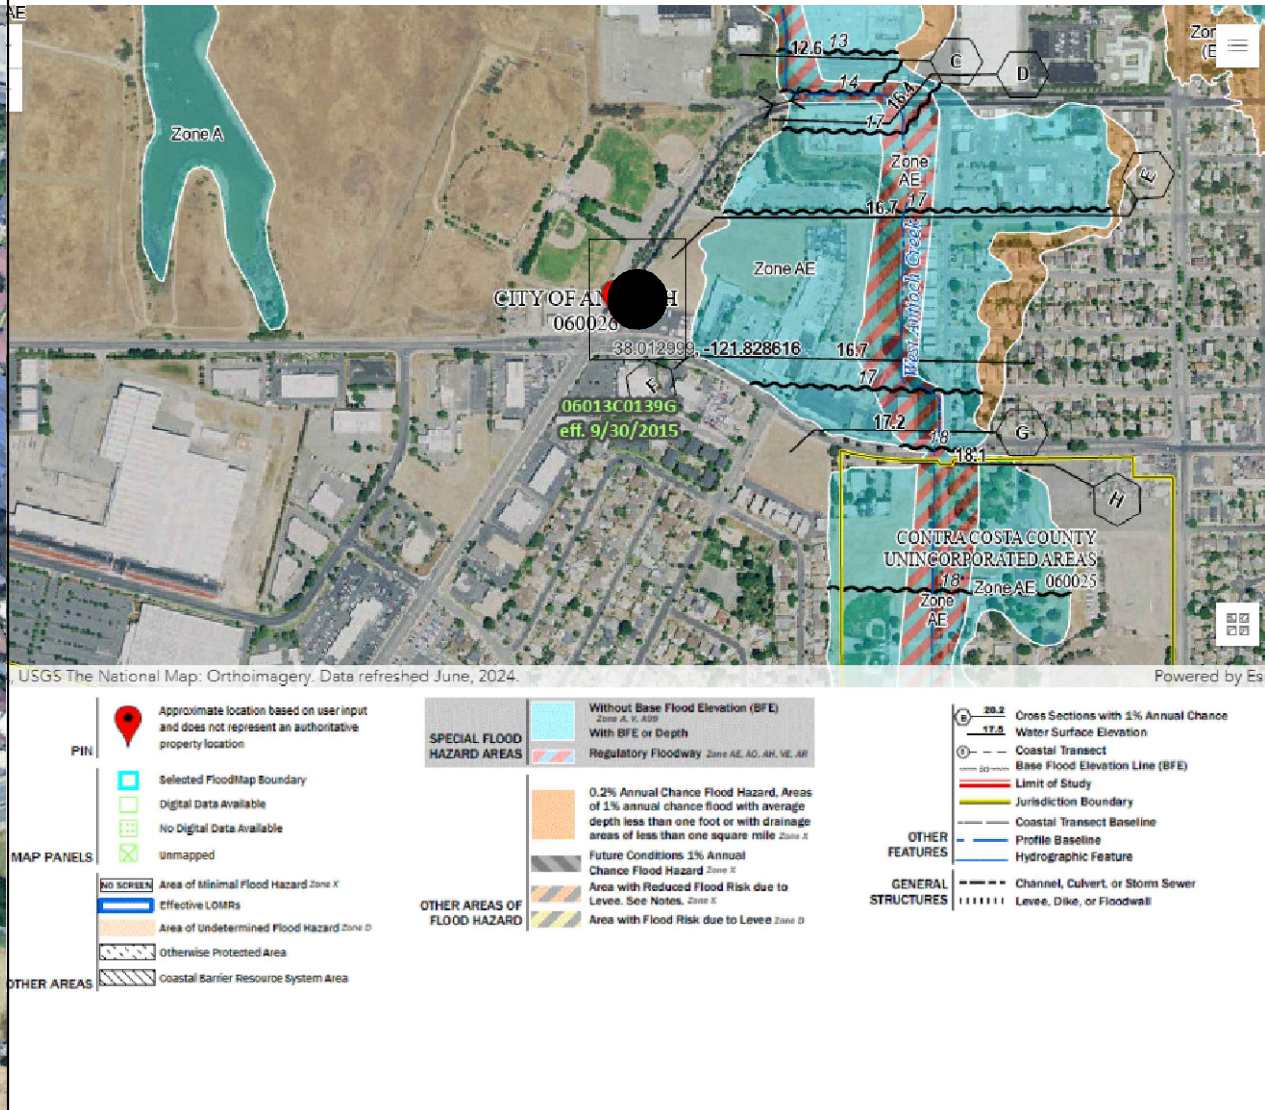 AE
Zone A
12.6
13
C
D
14
16.4
17
Zone
AE
E
16.7
17
Zone AE
West Antioch Creek
CITY OF AN H
060026
38.012999, -121.828616
16.7
F
17
06013C0139G
eff. 9/30/2015
17.2
G
18
18.1
H
CONTRA COSTA COUNTY
UNINCORPORATED AREAS
060025
18
Zone AE
Zone
AE
, USGS The National Map: Orthoimagery. Data refreshed June, 2024.
Powered by Es
PIN
Approximate location based on user input
and does not represent an authoritative
property location
MAP PANELS
Selected FloodMap Boundary
Digital Data Available
No Digital Data Available
Unmapped
OTHER AREAS
NO SCREEN Area of Minimal Flood Hazard Zone X
Effective LOMRs
Area of Undetermined Flood Hazard Zone D
Otherwise Protected Area
Coastal Barrier Resource System Area
SPECIAL FLOOD
HAZARD AREAS
Without Base Flood Elevation (BFE)
Zone A, V, A99
With BFE or Depth
Regulatory Floodway Zone AE, AO, AH, VE, AR
OTHER AREAS OF
FLOOD HAZARD
0.2% Annual Chance Flood Hazard, Areas
of 1% annual chance flood with average
depth less than one foot or with drainage
areas of less than one square mile Zone X
Future Conditions 1% Annual
Chance Flood Hazard Zone X
Area with Reduced Flood Risk due to
Levee. See Notes. Zone X
Area with Flood Risk due to Levee Zone D
OTHER
FEATURES
B 20.2 Cross Sections with 1% Annual Chance
17.5 Water Surface Elevation
8 Coastal Transect
Base Flood Elevation Line (BFE)
Limit of Study
Jurisdiction Boundary
Coastal Transect Baseline
Profile Baseline
Hydrographic Feature
GENERAL
STRUCTURES
Channel, Culvert, or Storm Sewer
Levee, Dike, or Floodwall